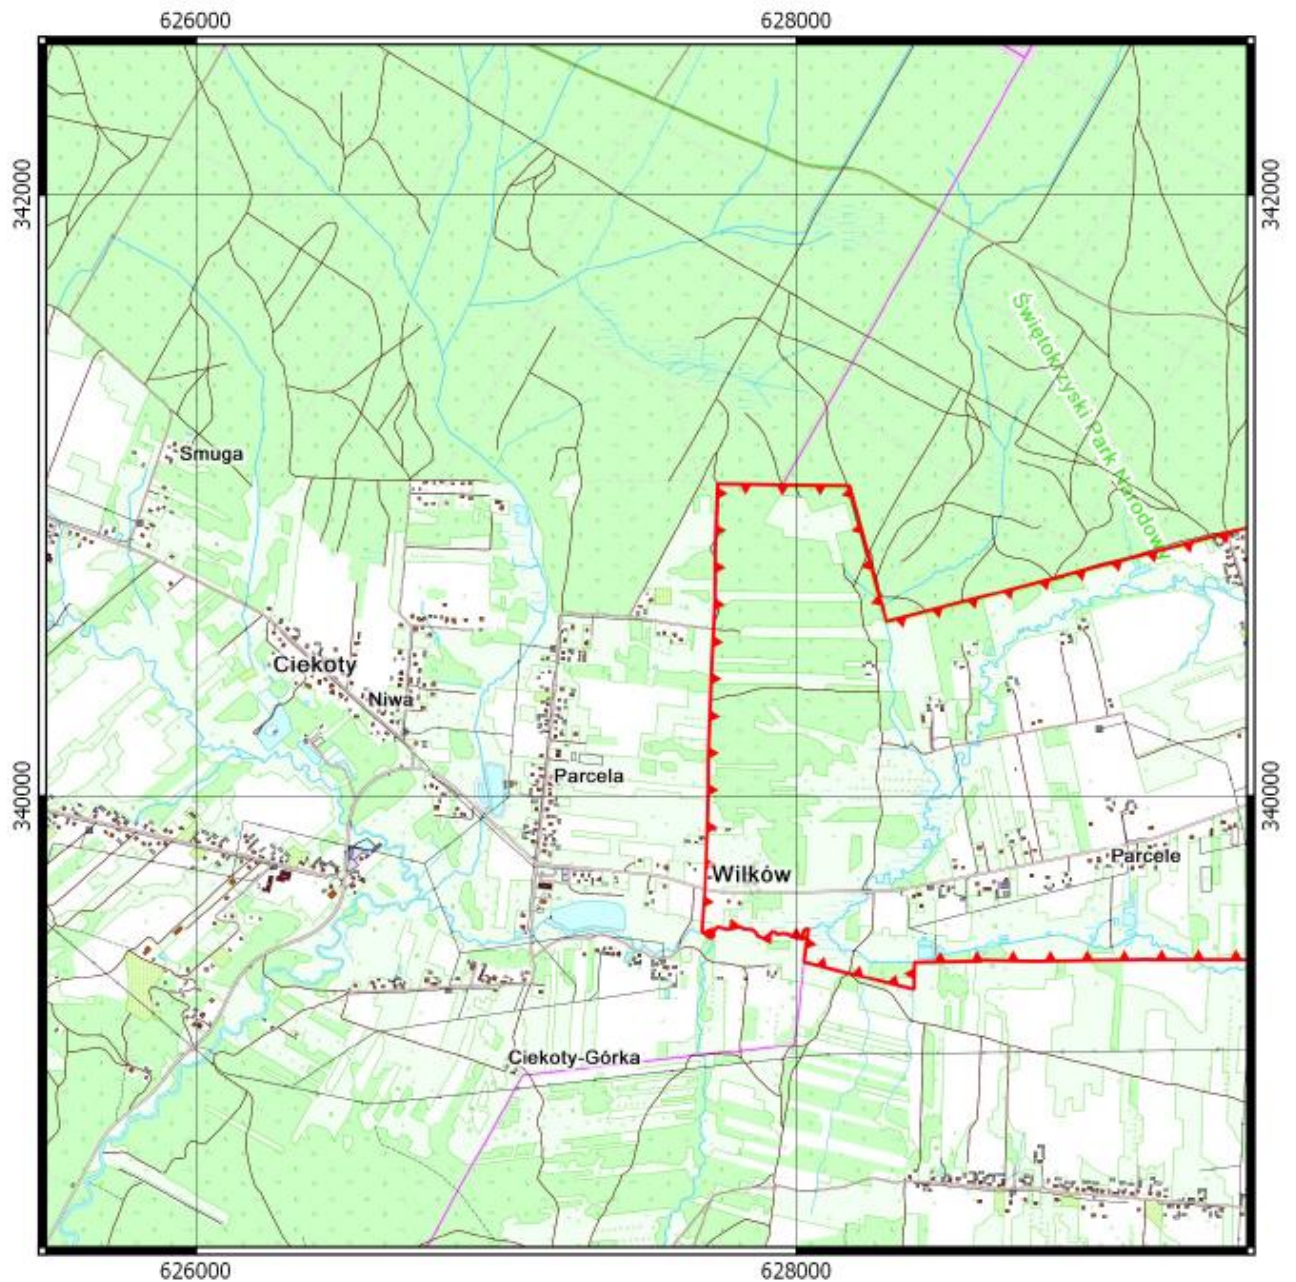 626000
628000
342000
342000
Świętokrzyski Park Narodowy
Smuga
Ciekoty
Niwa
Parcela
340000
340000
Parcele
Wilków
Ciekoty-Górka
626000
628000